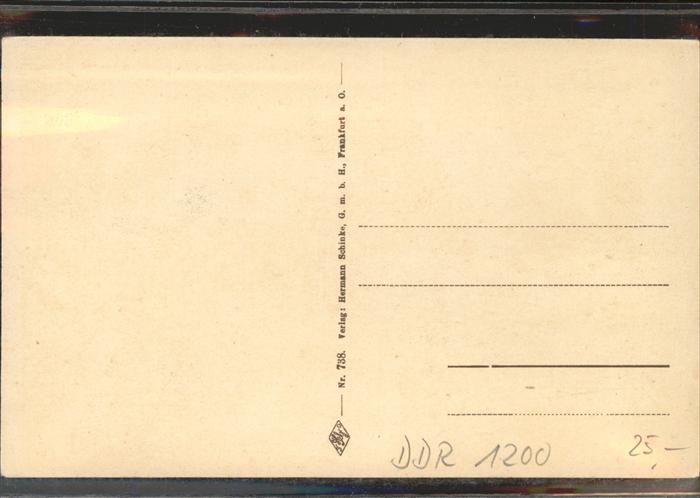 Nr. 738. Verlag: Hermann Schinke, G. m. b. H., Frankfurt a. O.
DDR 1200
25,-